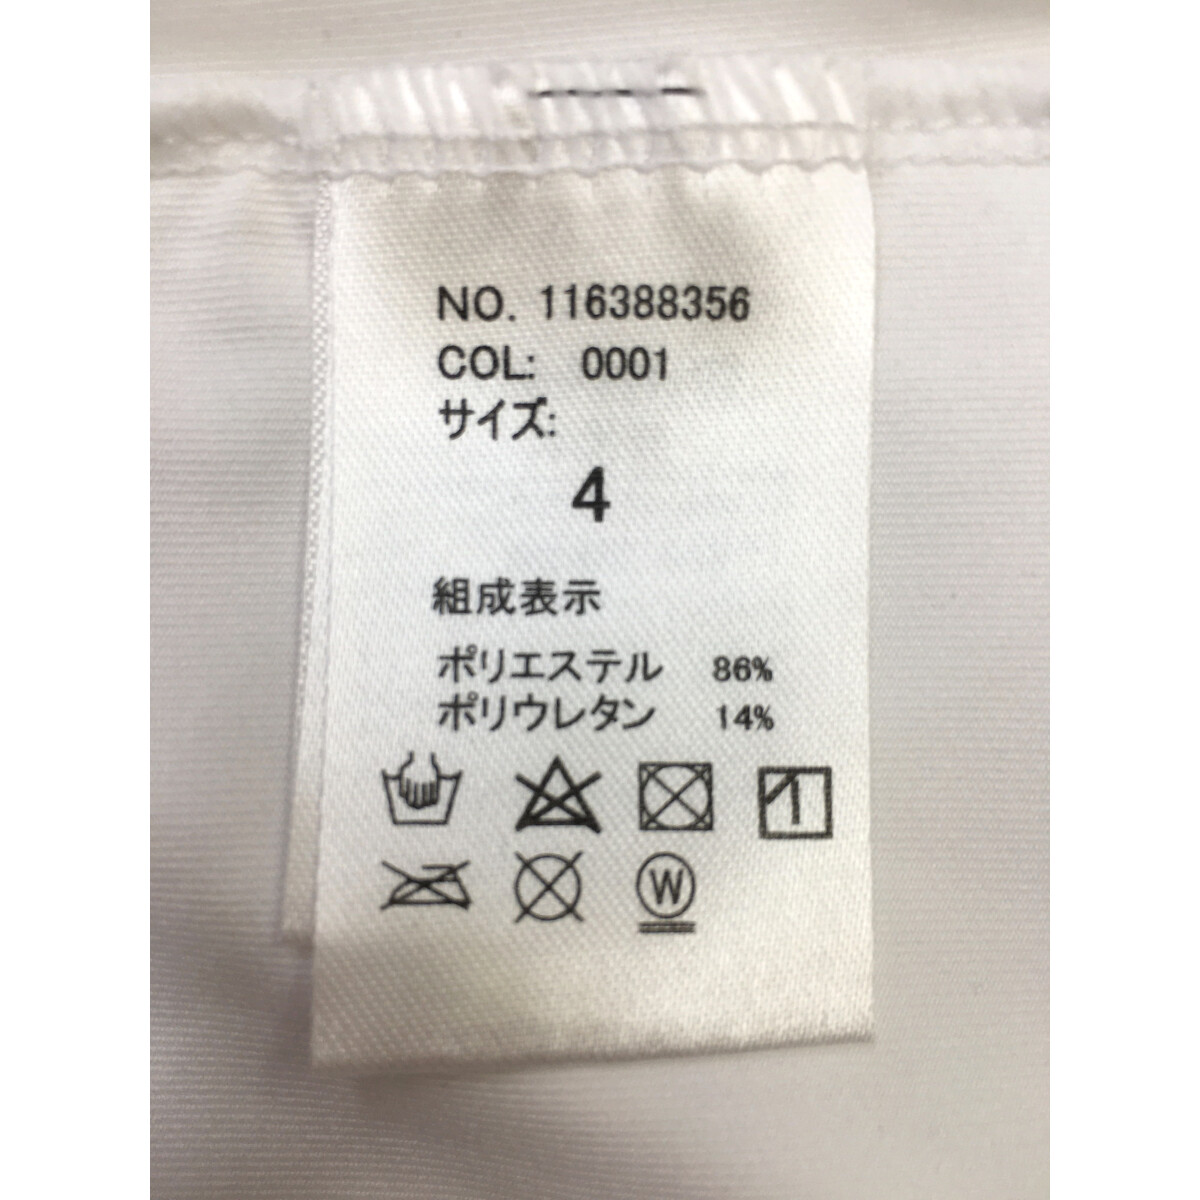 NO. 116388356
COL: 0001
サイズ:
4
組成表示
ポリエステル 86%
ポリウレタン 14%
W